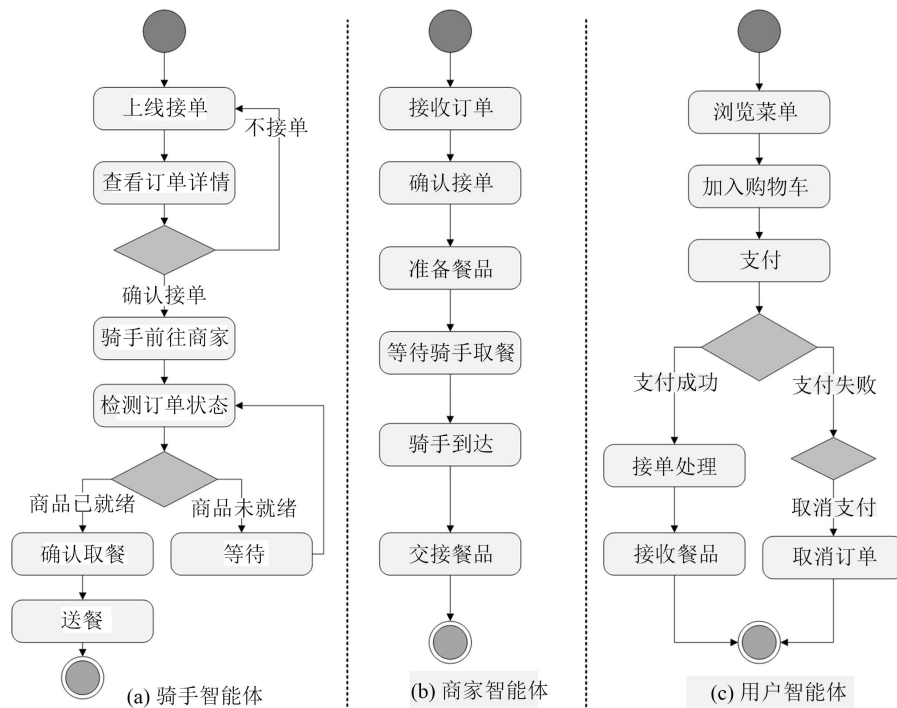 上线接单
不接单
查看订单详情
确认接单
骑手前往商家
检测订单状态
商品已就绪
商品未就绪
确认取餐
等待
送餐
(a) 骑手智能体
接收订单
确认接单
准备餐品
等待骑手取餐
骑手到达
交接餐品
(b) 商家智能体
浏览菜单
加入购物车
支付
支付成功
支付失败
接单处理
取消支付
接收餐品
取消订单
(c) 用户智能体